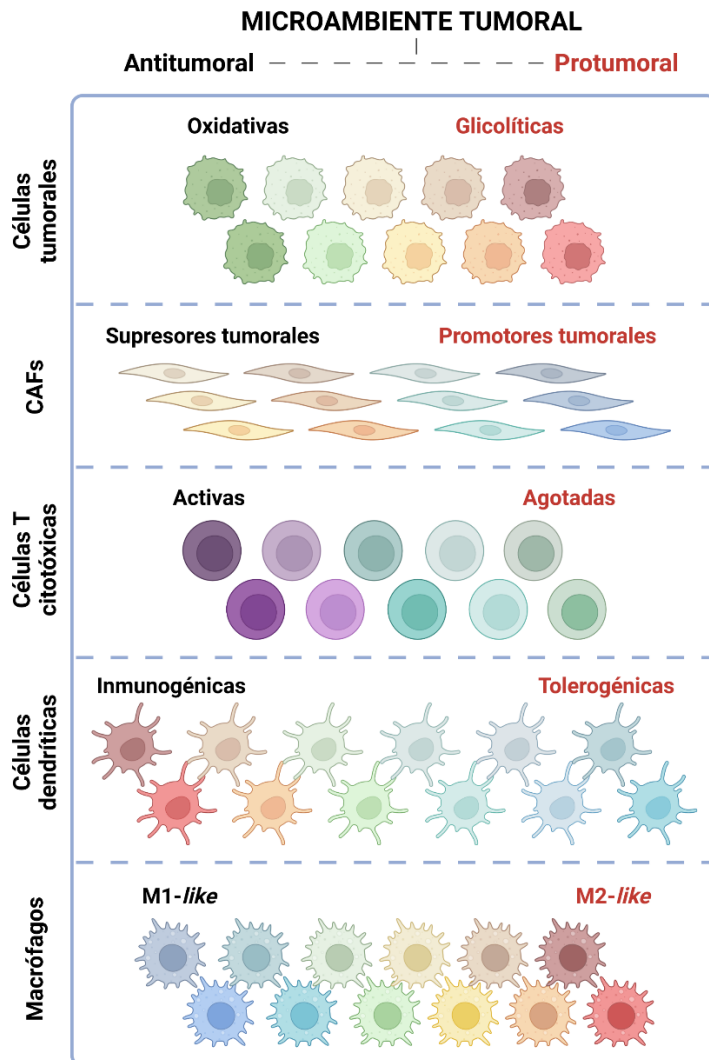 MICROAMBIENTE TUMORAL
Antitumoral
Protumoral
Células
tumorales
Oxidativas
Glicolíticas
CAFs
Supresores tumorales
Promotores tumorales
Células T
citotóxicas
Activas
Agotadas
Células
dendríticas
Inmunogénicas
Tolerogénicas
Macrófagos
M1-like
M2-like